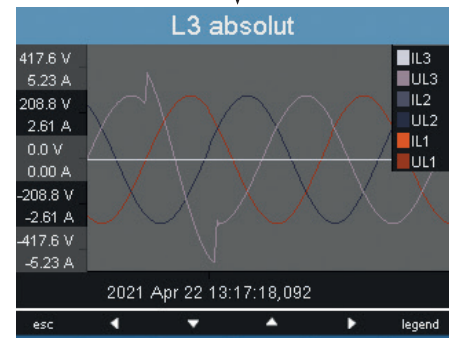 L3 absolut
417.6 V
5.23 A
208.8 V
2.61 A
0.0 V
0.00 A
-208.8 V
-2.61 A
-417.6 V
-5.23 A
IL3
UL3
IL2
UL2
IL1
UL1
2021 Apr 22 13:17:18,092
esc
legend